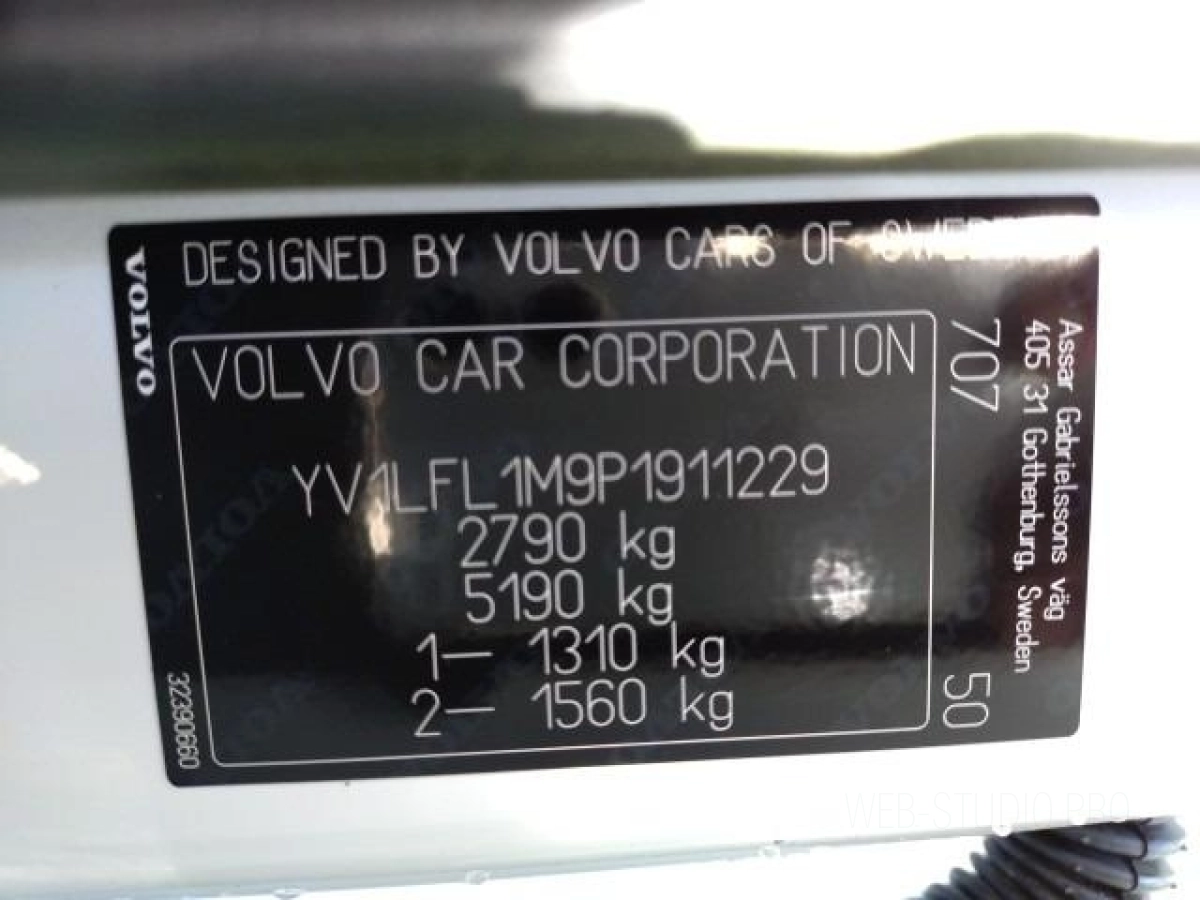 DESIGNED BY VOLVO CARS OF SWEDEN
VOLVO
VOLVO CAR CORPORATION
YV1LFL1M9P1911229
2790 kg
5190 kg
1– 1310 kg
2– 1560 kg
707
50
Assar Gabrielssons väg
405 31 Gothenburg, Sweden
32390660
WEB-STUDIO.PRO